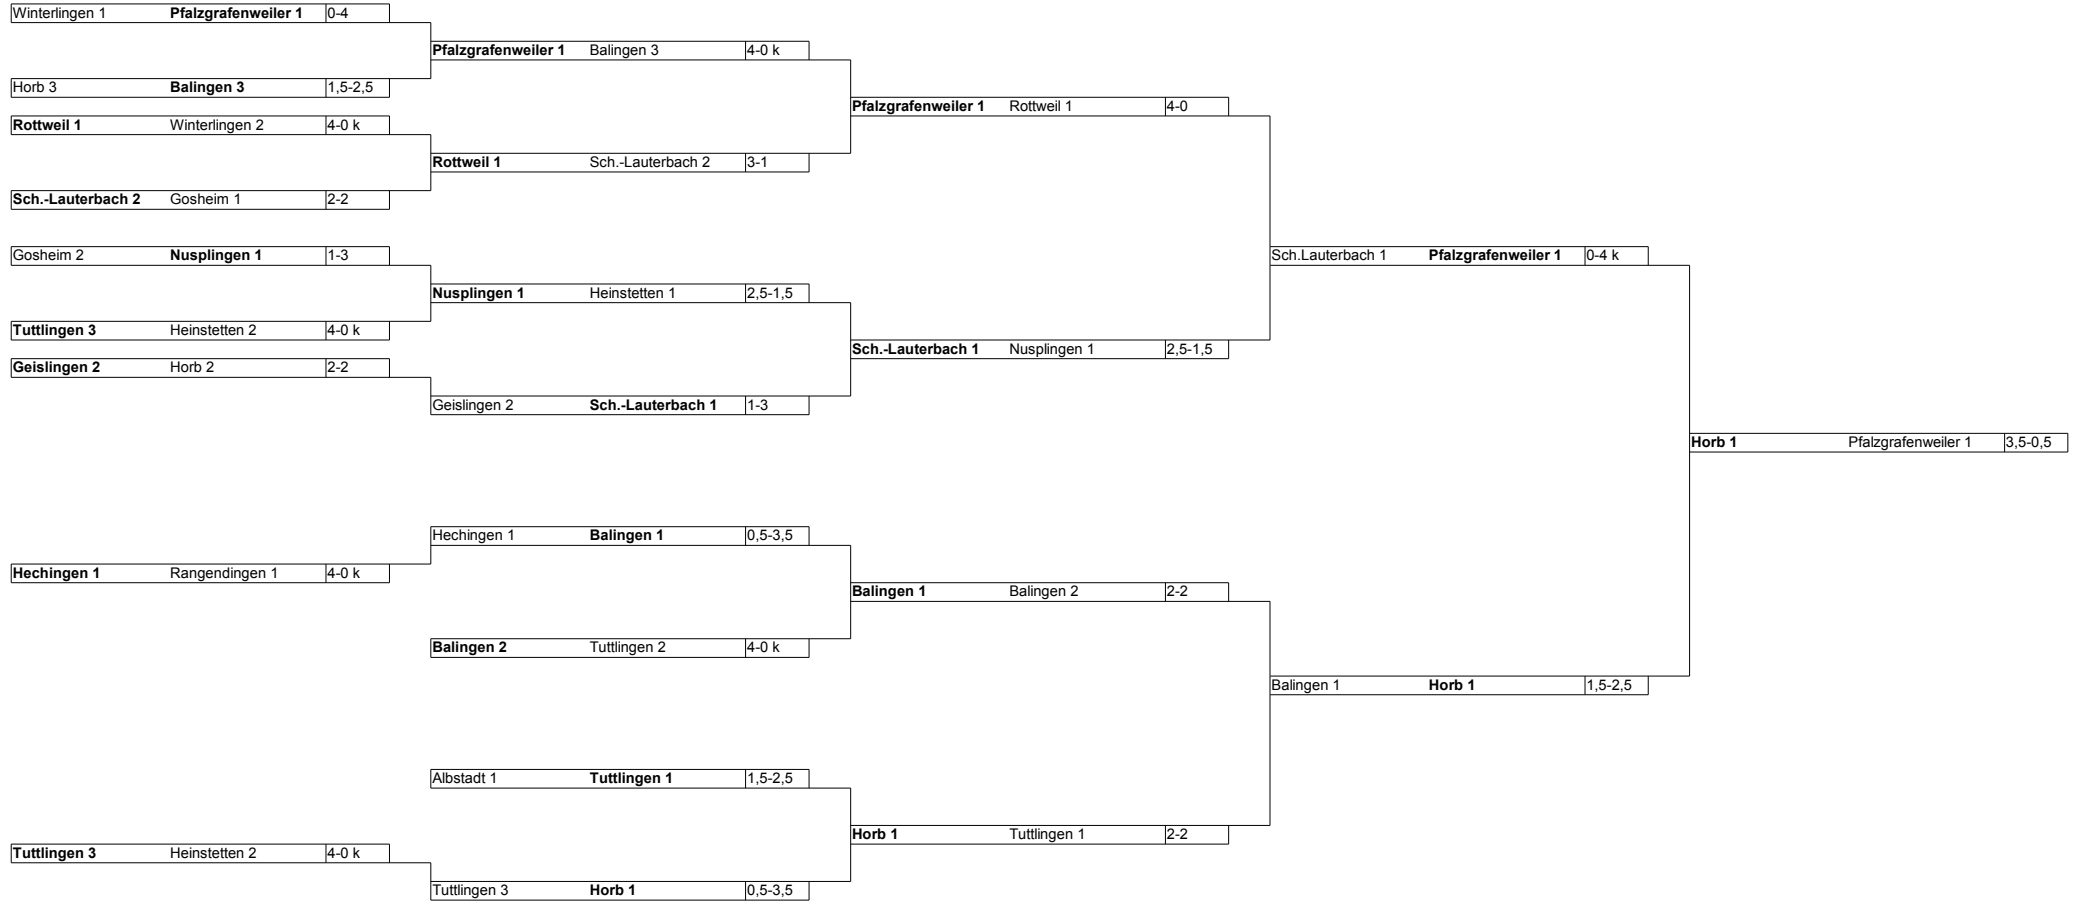 Winterlingen 1 Pfalzgrafenweiler 1 0-4
Pfalzgrafenweiler 1 Balingen 3 4-0 k
Horb 3 Balingen 3 1,5-2,5
Pfalzgrafenweiler 1 Rottweil 1 4-0
Rottweil 1 Winterlingen 2 4-0 k
Rottweil 1 Sch.-Lauterbach 2 3-1
Sch.-Lauterbach 2 Gosheim 1 2-2
Gosheim 2 Nusplingen 1 1-3
Sch.Lauterbach 1 Pfalzgrafenweiler 1 0-4 k
Nusplingen 1 Heinstetten 1 2,5-1,5
Tuttlingen 3 Heinstetten 2 4-0 k
Sch.-Lauterbach 1 Nusplingen 1 2,5-1,5
Geislingen 2 Horb 2 2-2
Geislingen 2 Sch.-Lauterbach 1 1-3
Horb 1 Pfalzgrafenweiler 1 3,5-0,5
Hechingen 1 Balingen 1 0,5-3,5
Hechingen 1 Rangendingen 1 4-0 k
Balingen 1 Balingen 2 2-2
Balingen 2 Tuttlingen 2 4-0 k
Balingen 1 Horb 1 1,5-2,5
Albstadt 1 Tuttlingen 1 1,5-2,5
Horb 1 Tuttlingen 1 2-2
Tuttlingen 3 Heinstetten 2 4-0 k
Tuttlingen 3 Horb 1 0,5-3,5